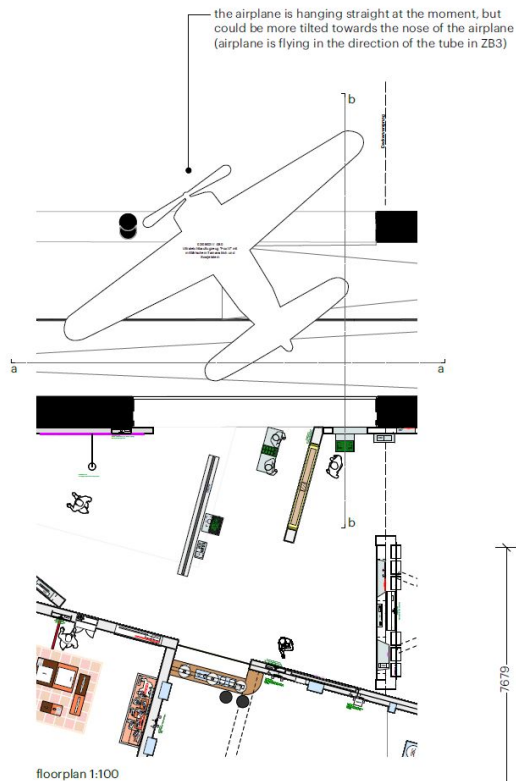 the airplane is hanging straight at the moment, but
could be more tilted towards the nose of the airplane
(airplane is flying in the direction of the tube in ZB3)
b
a
a
b
7679
floorplan 1:100